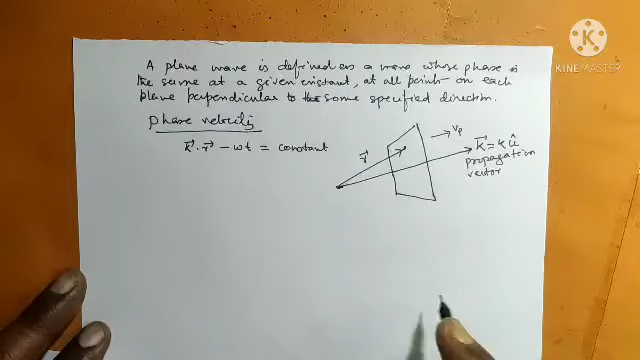 A plane wave is defined as a wave whose phase is
the same at a given instant, at all points on each
plane perpendicular to the some specified direction.
phase velocity
k⃗ · r⃗ − ωt = constant
r⃗
Vp
k⃗ = k û
propagation
vector
KINEMASTER